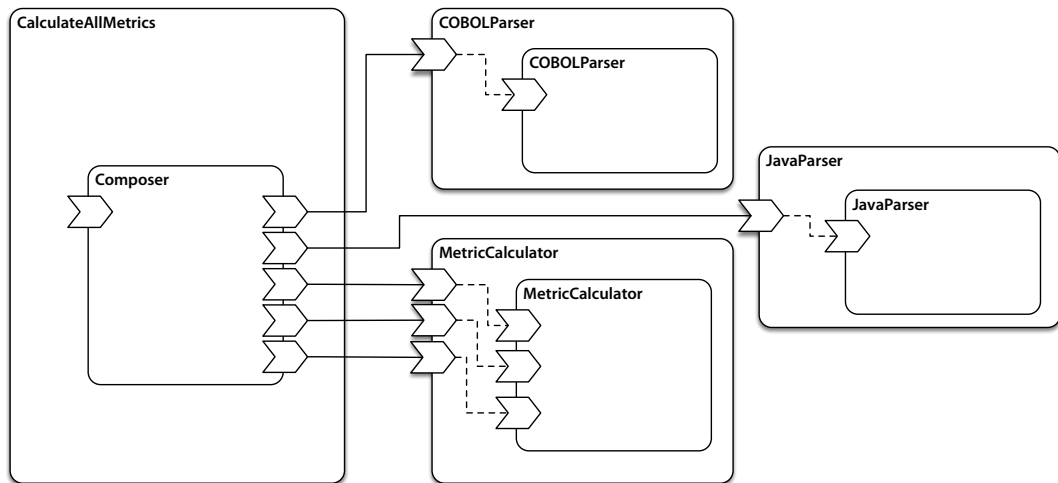 CalculateAllMetrics
COBOLParser
COBOLParser
JavaParser
Composer
JavaParser
MetricCalculator
MetricCalculator